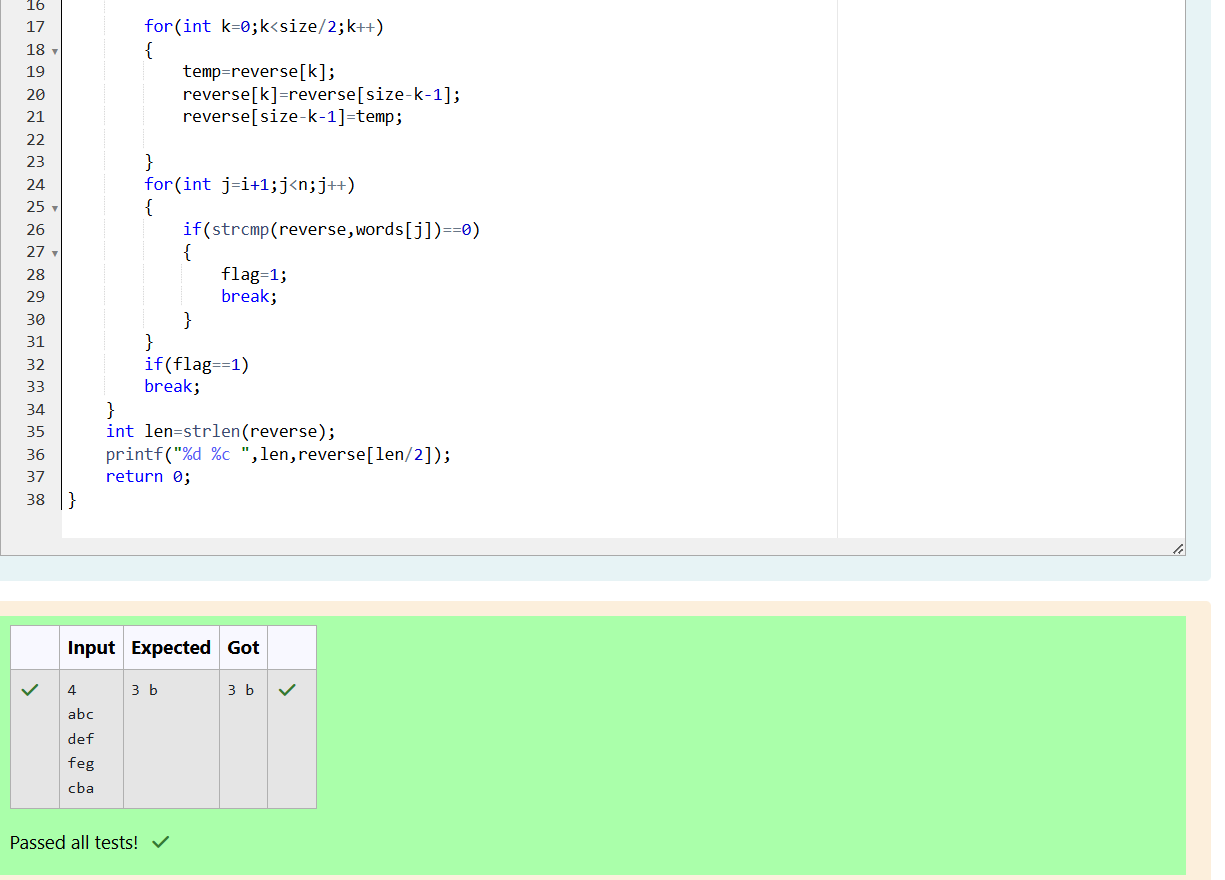 16
17 for(int k=0;k<size/2;k++)
18 {
19 temp=reverse[k];
20 reverse[k]=reverse[size-k-1];
21 reverse[size-k-1]=temp;
22
23 }
24 for(int j=i+1;j<n;j++)
25 {
26 if(strcmp(reverse,words[j])==0)
27 {
28 flag=1;
29 break;
30 }
31 }
32 if(flag==1)
33 break;
34 }
35 int len=strlen(reverse);
36 printf("%d %c ",len,reverse[len/2]);
37 return 0;
38 }
Input Expected Got
4 3 b 3 b
abc
def
feg
cba
Passed all tests!